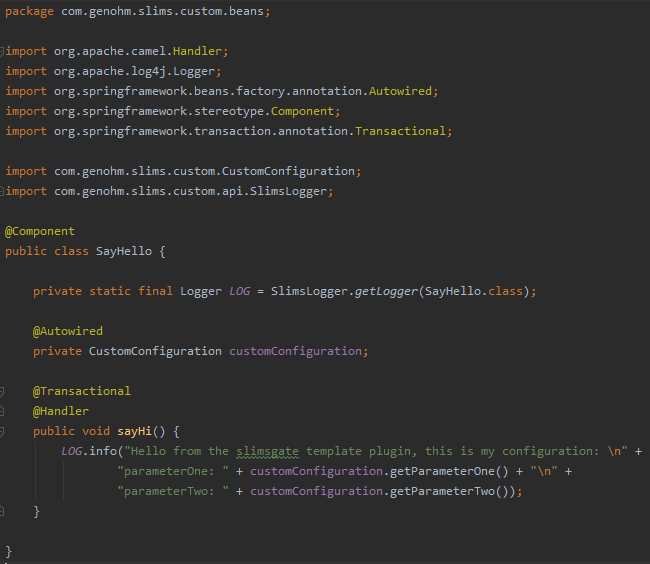 package com.genohm.slims.custom.beans;
import org.apache.camel.Handler;
import org.apache.log4j.Logger;
import org.springframework.beans.factory.annotation.Autowired;
import org.springframework.stereotype.Component;
import org.springframework.transaction.annotation.Transactional;
import com.genohm.slims.custom.CustomConfiguration;
import com.genohm.slims.custom.api.SlimsLogger;
@Component
public class SayHello {
private static final Logger LOG = SlimsLogger.getLogger(SayHello.class);
@Autowired
private CustomConfiguration customConfiguration;
@Transactional
@Handler
public void sayHi() {
LOG.info("Hello from the slimsgate template plugin, this is my configuration: \n" +
"parameterOne: " + customConfiguration.getParameterOne() + "\n" +
"parameterTwo: " + customConfiguration.getParameterTwo());
}
}